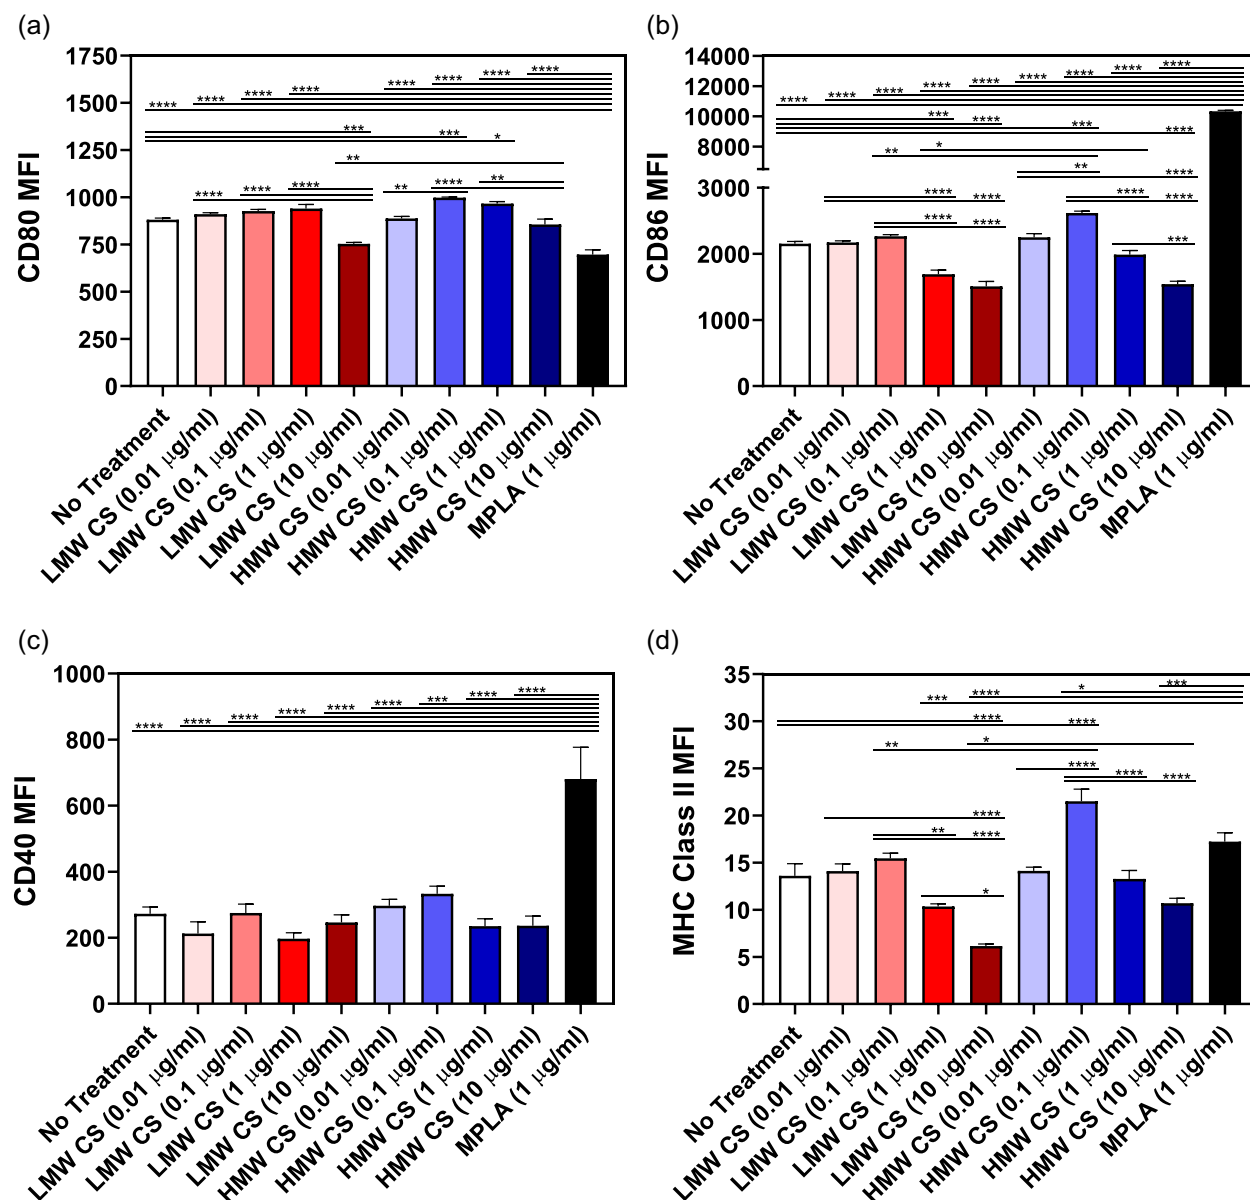 (a)
CD80 MFI
1750
1500
1250
1000
750
500
250
0
**** **** **** **** **** **** **** ****
*** *** *
**
**** **** **** ** **** **
No Treatment
LMW CS (0.01 μg/ml)
LMW CS (0.1 μg/ml)
LMW CS (1 μg/ml)
LMW CS (10 μg/ml)
HMW CS (0.01 μg/ml)
HMW CS (0.1 μg/ml)
HMW CS (1 μg/ml)
HMW CS (10 μg/ml)
MPLA (1 μg/ml)
(b)
CD86 MFI
14000
12000
10000
8000
6000
3000
2000
1000
0
**** **** **** **** **** **** **** **** ****
*** **** *** ****
** *
** ****
**** **** **** ****
**** **** ***
No Treatment
LMW CS (0.01 μg/ml)
LMW CS (0.1 μg/ml)
LMW CS (1 μg/ml)
LMW CS (10 μg/ml)
HMW CS (0.01 μg/ml)
HMW CS (0.1 μg/ml)
HMW CS (1 μg/ml)
HMW CS (10 μg/ml)
MPLA (1 μg/ml)
(c)
CD40 MFI
1000
800
600
400
200
0
**** **** **** **** **** **** *** **** ****
No Treatment
LMW CS (0.01 μg/ml)
LMW CS (0.1 μg/ml)
LMW CS (1 μg/ml)
LMW CS (10 μg/ml)
HMW CS (0.01 μg/ml)
HMW CS (0.1 μg/ml)
HMW CS (1 μg/ml)
HMW CS (10 μg/ml)
MPLA (1 μg/ml)
(d)
MHC Class II MFI
35
30
25
20
15
10
5
0
*** **** * ***
**** ****
** *
**** **** ****
****
** ****
*
No Treatment
LMW CS (0.01 μg/ml)
LMW CS (0.1 μg/ml)
LMW CS (1 μg/ml)
LMW CS (10 μg/ml)
HMW CS (0.01 μg/ml)
HMW CS (0.1 μg/ml)
HMW CS (1 μg/ml)
HMW CS (10 μg/ml)
MPLA (1 μg/ml)